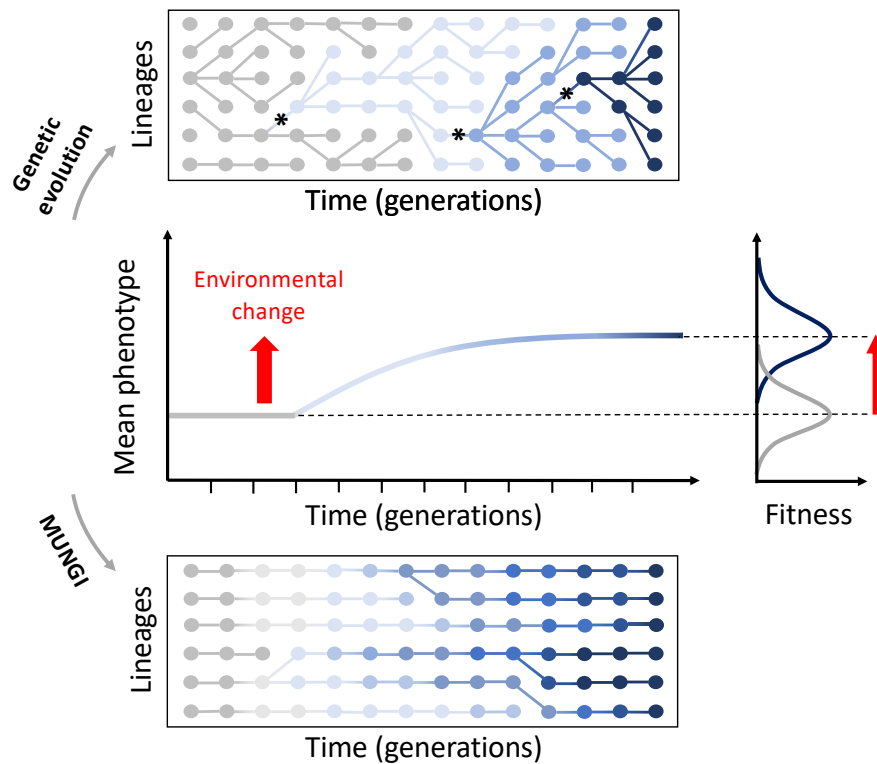 Lineages
*
*
*
Time (generations)
Genetic
evolution
Mean phenotype
Environmental
change
Time (generations)
Fitness
MUNGI
Lineages
Time (generations)